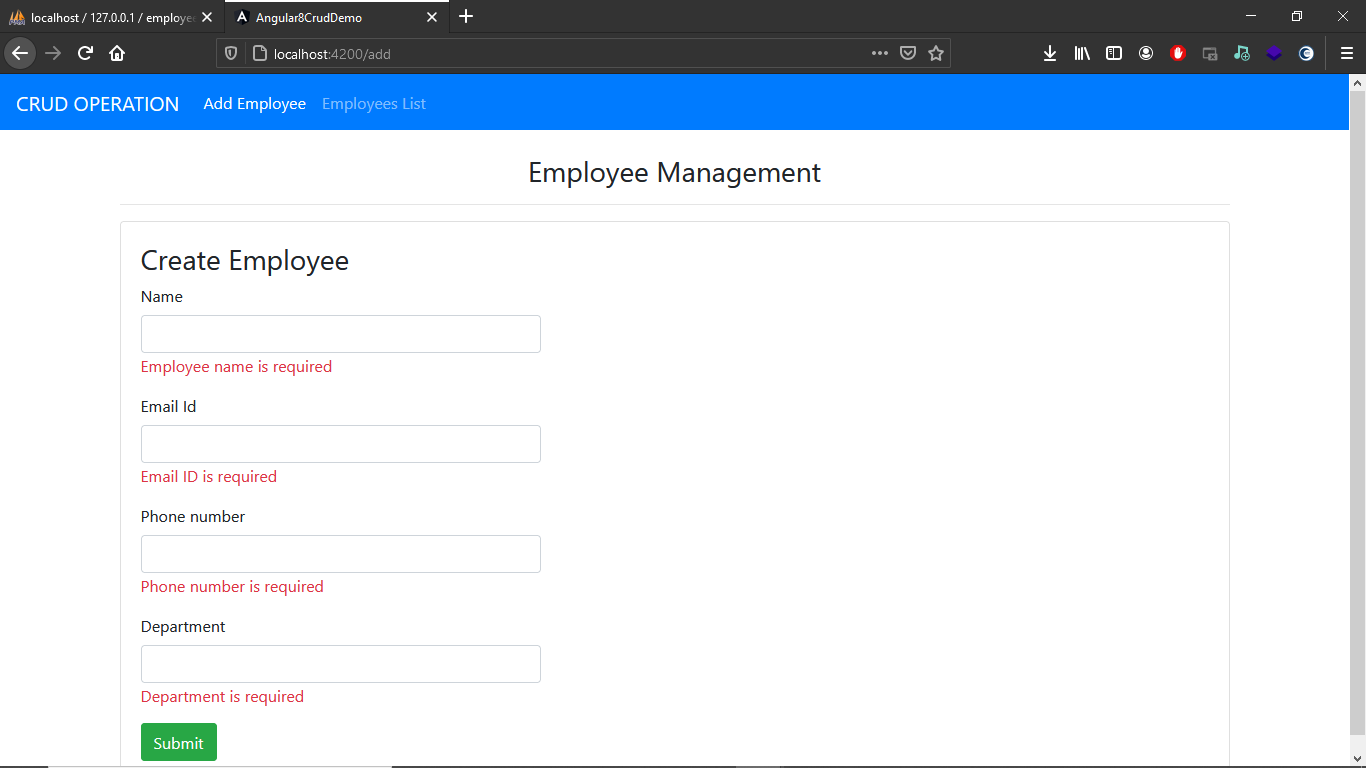 localhost / 127.0.0.1 / employe
Angular8CrudDemo
localhost:4200/add
CRUD OPERATION Add Employee Employees List
Employee Management
Create Employee
Name
Employee name is required
Email Id
Email ID is required
Phone number
Phone number is required
Department
Department is required
Submit